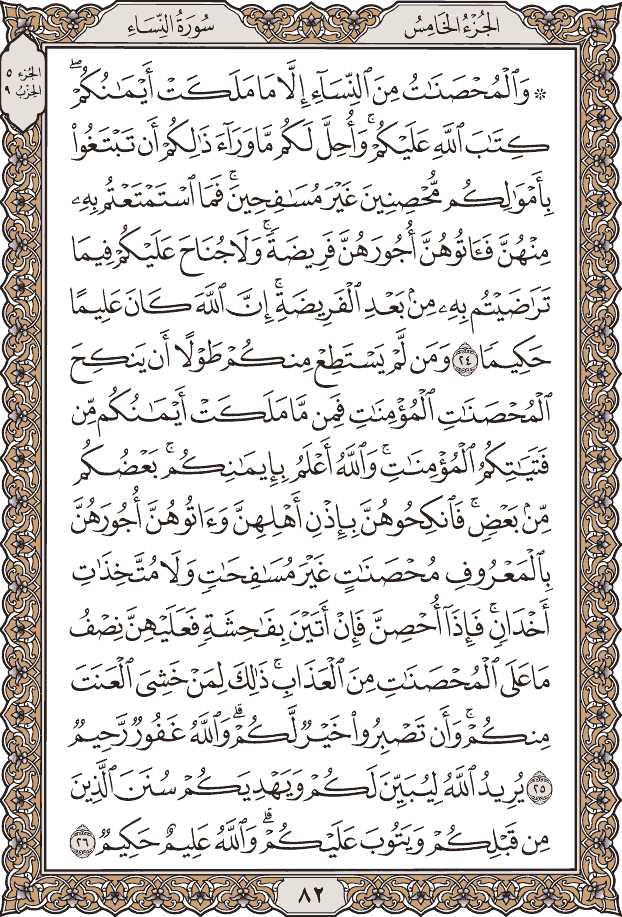 الجُزْءُ الخَامِسُ
سُورَةُ النِّسَاءِ
الجزء ٥
الحزب ٩
۞ وَٱلۡمُحۡصَنَٰتُ مِنَ ٱلنِّسَآءِ إِلَّا مَا مَلَكَتۡ أَيۡمَٰنُكُمۡۖ
كِتَٰبَ ٱللَّهِ عَلَيۡكُمۡۚ وَأُحِلَّ لَكُم مَّا وَرَآءَ ذَٰلِكُمۡ أَن تَبۡتَغُواْ
بِأَمۡوَٰلِكُم مُّحۡصِنِينَ غَيۡرَ مُسَٰفِحِينَۚ فَمَا ٱسۡتَمۡتَعۡتُم بِهِۦ
مِنۡهُنَّ فَـَٔاتُوهُنَّ أُجُورَهُنَّ فَرِيضَةٗۚ وَلَا جُنَاحَ عَلَيۡكُمۡ فِيمَا
تَرَٰضَيۡتُم بِهِۦ مِنۢ بَعۡدِ ٱلۡفَرِيضَةِۚ إِنَّ ٱللَّهَ كَانَ عَلِيمًا
حَكِيمٗا ٢٤ وَمَن لَّمۡ يَسۡتَطِعۡ مِنكُمۡ طَوۡلًا أَن يَنكِحَ
ٱلۡمُحۡصَنَٰتِ ٱلۡمُؤۡمِنَٰتِ فَمِن مَّا مَلَكَتۡ أَيۡمَٰنُكُم مِّن
فَتَيَٰتِكُمُ ٱلۡمُؤۡمِنَٰتِۚ وَٱللَّهُ أَعۡلَمُ بِإِيمَٰنِكُمۚ بَعۡضُكُم
مِّنۢ بَعۡضٖۚ فَٱنكِحُوهُنَّ بِإِذۡنِ أَهۡلِهِنَّ وَءَاتُوهُنَّ أُجُورَهُنَّ
بِٱلۡمَعۡرُوفِ مُحۡصَنَٰتٍ غَيۡرَ مُسَٰفِحَٰتٖ وَلَا مُتَّخِذَٰتِ
أَخۡدَانٖۚ فَإِذَآ أُحۡصِنَّ فَإِنۡ أَتَيۡنَ بِفَٰحِشَةٖ فَعَلَيۡهِنَّ نِصۡفُ
مَا عَلَى ٱلۡمُحۡصَنَٰتِ مِنَ ٱلۡعَذَابِۚ ذَٰلِكَ لِمَنۡ خَشِيَ ٱلۡعَنَتَ
مِنكُمۡۚ وَأَن تَصۡبِرُواْ خَيۡرٞ لَّكُمۡۗ وَٱللَّهُ غَفُورٞ رَّحِيمٞ
٢٥ يُرِيدُ ٱللَّهُ لِيُبَيِّنَ لَكُمۡ وَيَهۡدِيَكُمۡ سُنَنَ ٱلَّذِينَ
مِن قَبۡلِكُمۡ وَيَتُوبَ عَلَيۡكُمۡۗ وَٱللَّهُ عَلِيمٌ حَكِيمٞ ٢٦
٨٢